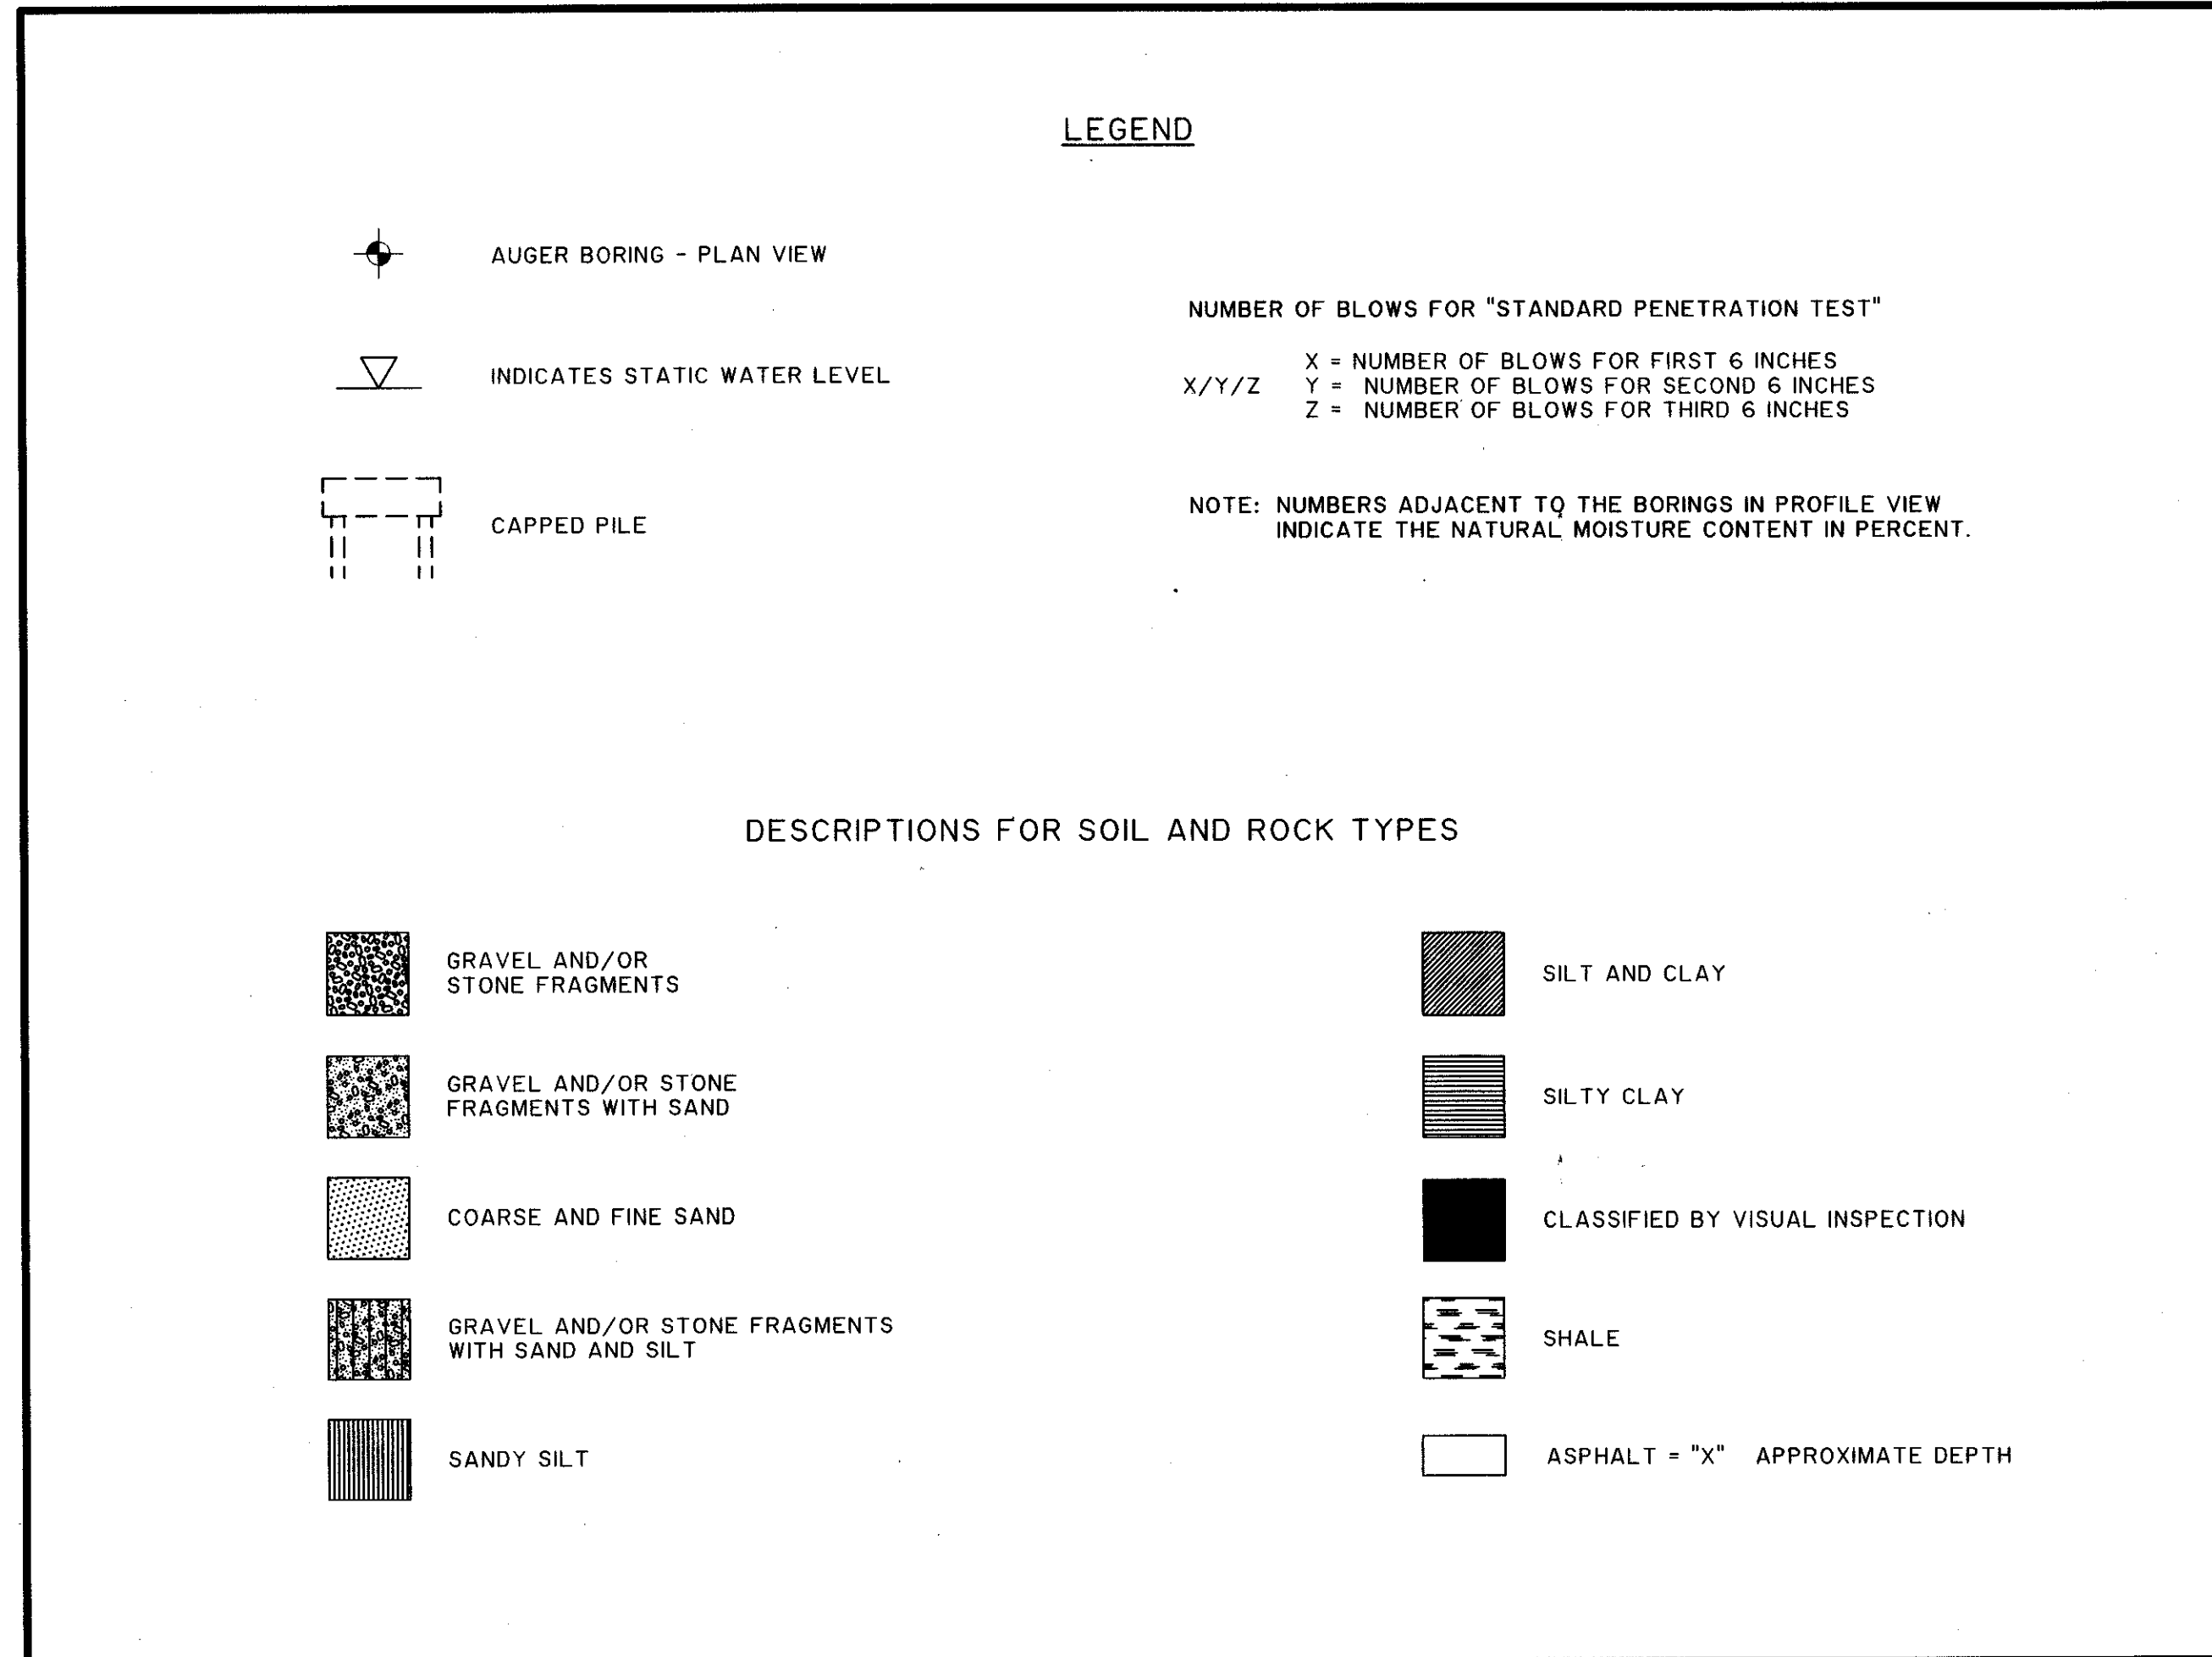 LEGEND
AUGER BORING - PLAN VIEW
INDICATES STATIC WATER LEVEL
CAPPED PILE
NUMBER OF BLOWS FOR "STANDARD PENETRATION TEST"
X = NUMBER OF BLOWS FOR FIRST 6 INCHES
X/Y/Z Y = NUMBER OF BLOWS FOR SECOND 6 INCHES
Z = NUMBER OF BLOWS FOR THIRD 6 INCHES
NOTE: NUMBERS ADJACENT TO THE BORINGS IN PROFILE VIEW
INDICATE THE NATURAL MOISTURE CONTENT IN PERCENT.
DESCRIPTIONS FOR SOIL AND ROCK TYPES
GRAVEL AND/OR
STONE FRAGMENTS
GRAVEL AND/OR STONE
FRAGMENTS WITH SAND
COARSE AND FINE SAND
GRAVEL AND/OR STONE FRAGMENTS
WITH SAND AND SILT
SANDY SILT
SILT AND CLAY
SILTY CLAY
CLASSIFIED BY VISUAL INSPECTION
SHALE
ASPHALT = "X" APPROXIMATE DEPTH